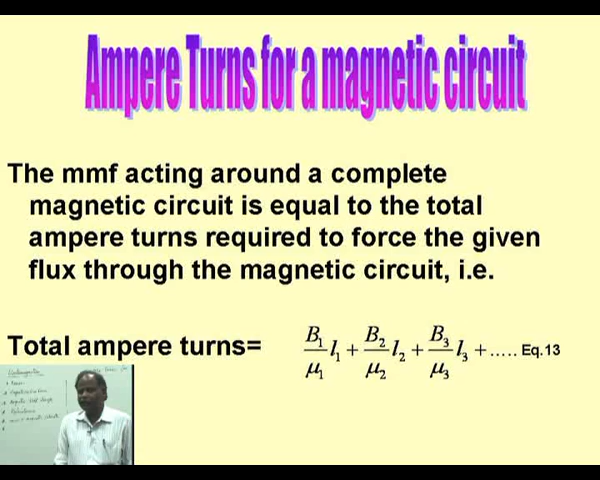 Ampere Turns for a magnetic circuit
The mmf acting around a complete
magnetic circuit is equal to the total
ampere turns required to force the given
flux through the magnetic circuit, i.e.
Total ampere turns= B₁/μ₁ l₁ + B₂/μ₂ l₂ + B₃/μ₃ l₃ + ..... Eq.13